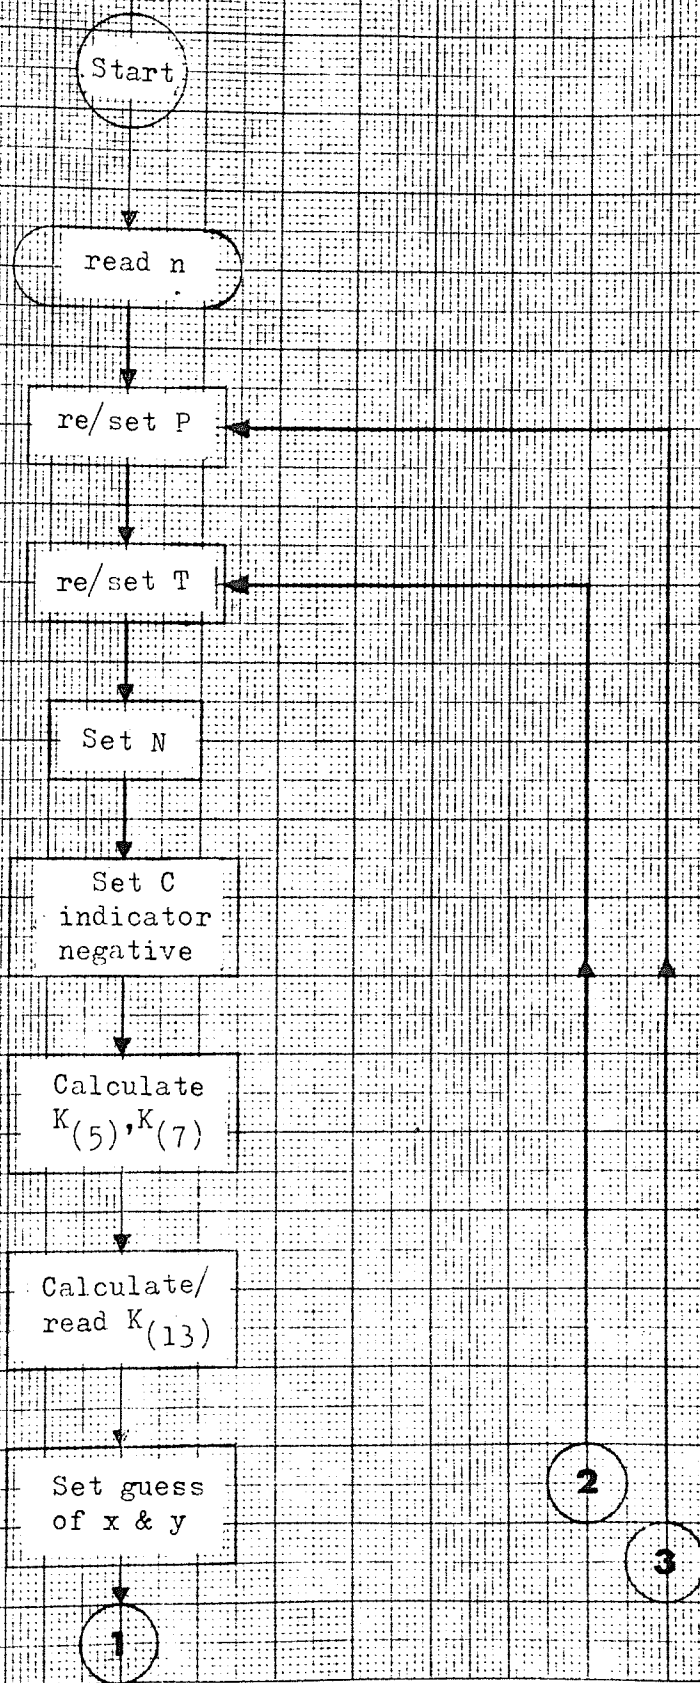 Start
read n
re/set P
re/set T
Set N
Set C
indicator
negative
Calculate
K(5),K(7)
Calculate/
read K(13)
Set guess
of x & y
2
3
1